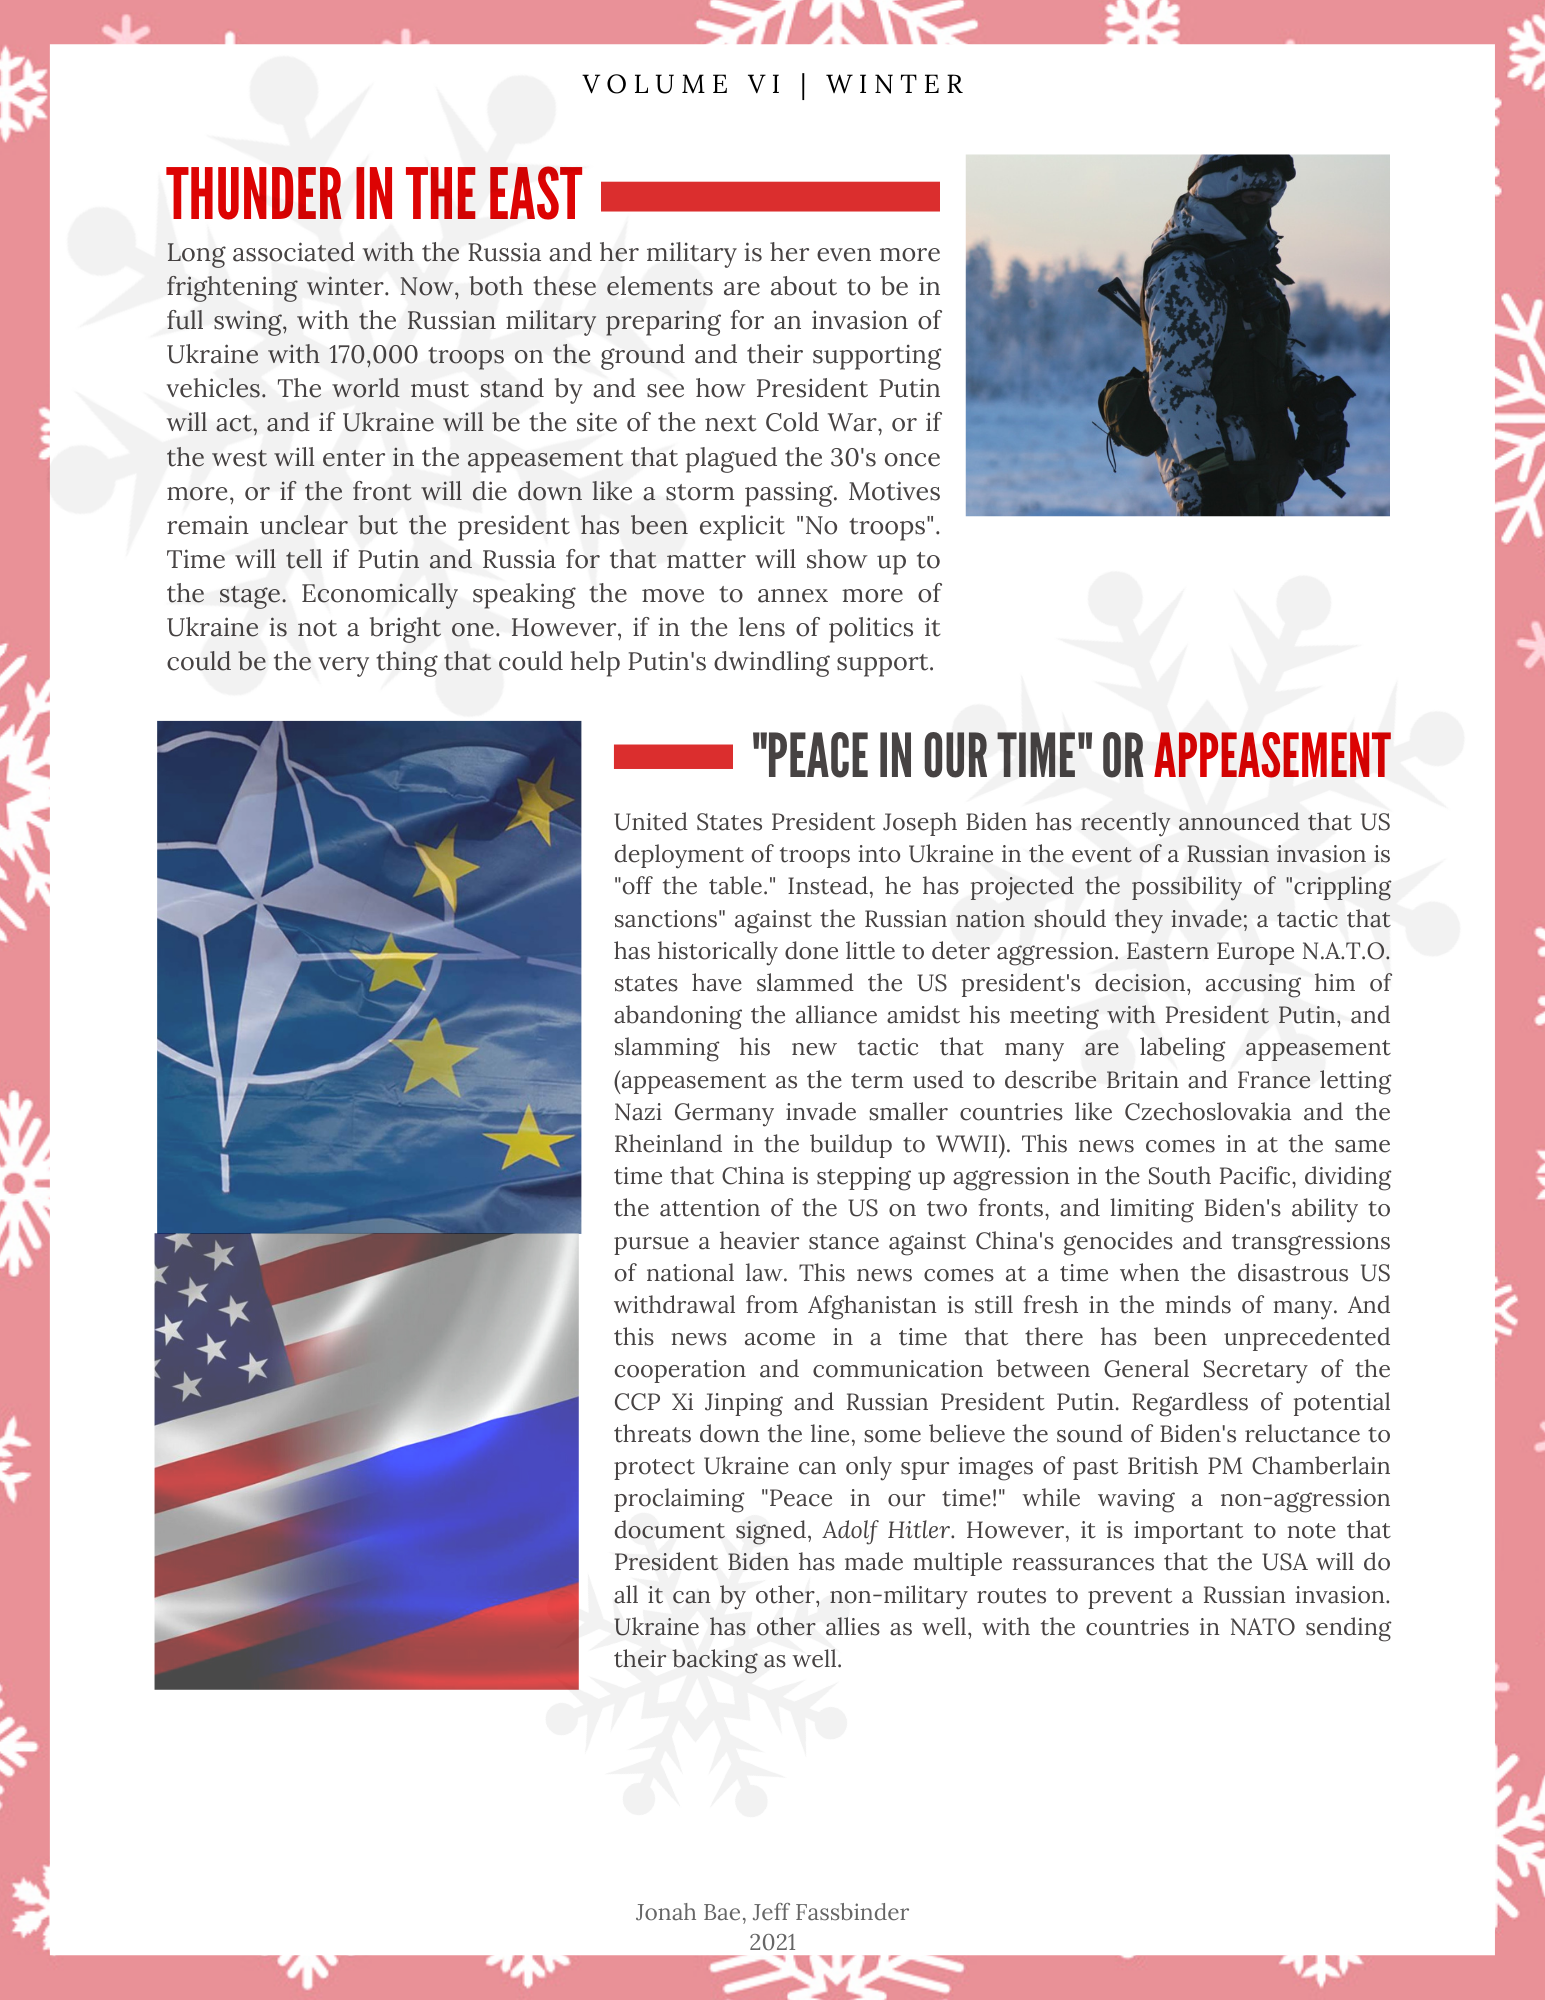 VOLUME VI | WINTER
THUNDER IN THE EAST
Long associated with the Russia and her military is her even more
frightening winter. Now, both these elements are about to be in
full swing, with the Russian military preparing for an invasion of
Ukraine with 170,000 troops on the ground and their supporting
vehicles. The world must stand by and see how President Putin
will act, and if Ukraine will be the site of the next Cold War, or if
the west will enter in the appeasement that plagued the 30's once
more, or if the front will die down like a storm passing. Motives
remain unclear but the president has been explicit "No troops".
Time will tell if Putin and Russia for that matter will show up to
the stage. Economically speaking the move to annex more of
Ukraine is not a bright one. However, if in the lens of politics it
could be the very thing that could help Putin's dwindling support.
"PEACE IN OUR TIME" OR APPEASEMENT
United States President Joseph Biden has recently announced that US
deployment of troops into Ukraine in the event of a Russian invasion is
"off the table." Instead, he has projected the possibility of "crippling
sanctions" against the Russian nation should they invade; a tactic that
has historically done little to deter aggression. Eastern Europe N.A.T.O.
states have slammed the US president's decision, accusing him of
abandoning the alliance amidst his meeting with President Putin, and
slamming his new tactic that many are labeling appeasement
(appeasement as the term used to describe Britain and France letting
Nazi Germany invade smaller countries like Czechoslovakia and the
Rheinland in the buildup to WWII). This news comes in at the same
time that China is stepping up aggression in the South Pacific, dividing
the attention of the US on two fronts, and limiting Biden's ability to
pursue a heavier stance against China's genocides and transgressions
of national law. This news comes at a time when the disastrous US
withdrawal from Afghanistan is still fresh in the minds of many. And
this news acome in a time that there has been unprecedented
cooperation and communication between General Secretary of the
CCP Xi Jinping and Russian President Putin. Regardless of potential
threats down the line, some believe the sound of Biden's reluctance to
protect Ukraine can only spur images of past British PM Chamberlain
proclaiming "Peace in our time!" while waving a non-aggression
document signed, Adolf Hitler. However, it is important to note that
President Biden has made multiple reassurances that the USA will do
all it can by other, non-military routes to prevent a Russian invasion.
Ukraine has other allies as well, with the countries in NATO sending
their backing as well.
Jonah Bae, Jeff Fassbinder
2021